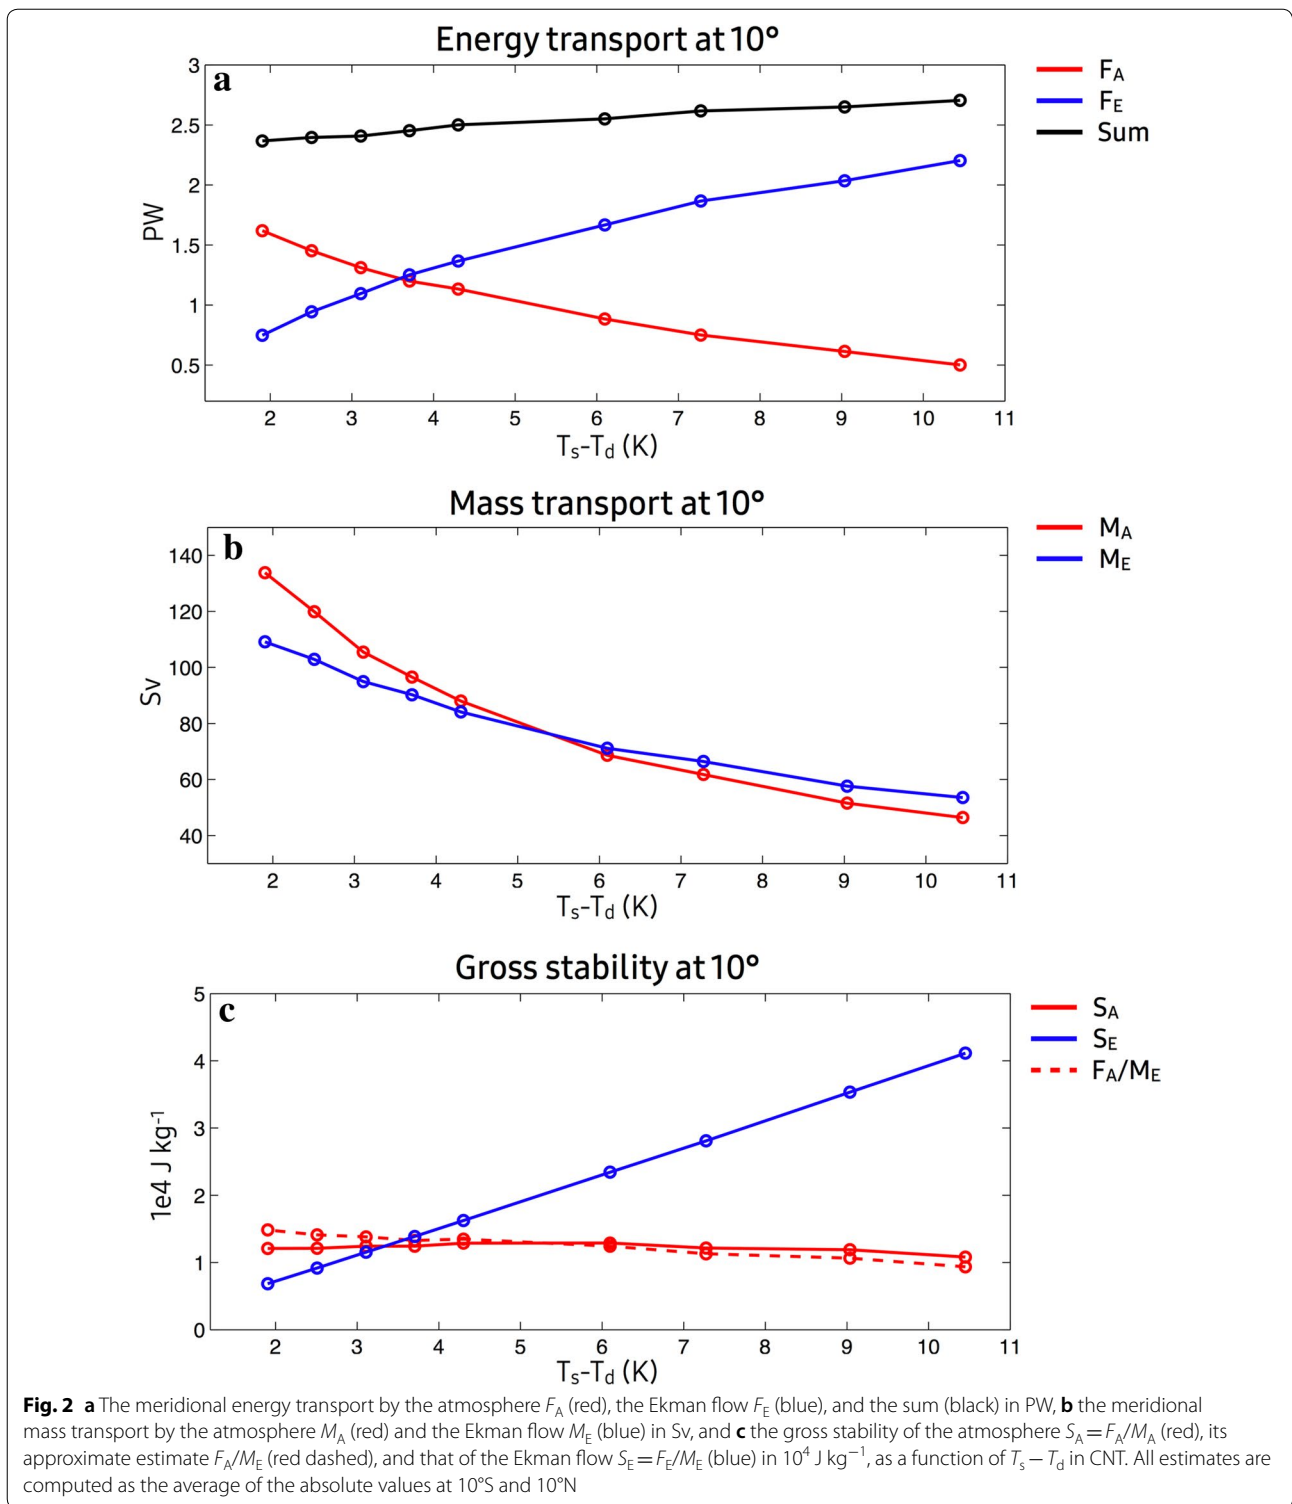 Energy transport at 10°
a
3
2.5
2
1.5
1
0.5
PW
2 3 4 5 6 7 8 9 10 11
Ts-Td (K)
FA
FE
Sum
Mass transport at 10°
b
140
120
100
80
60
40
Sv
2 3 4 5 6 7 8 9 10 11
Ts-Td (K)
MA
ME
Gross stability at 10°
c
5
4
3
2
1
0
1e4 J kg-1
2 3 4 5 6 7 8 9 10 11
Ts-Td (K)
SA
SE
FA/ME
Fig. 2 a The meridional energy transport by the atmosphere FA (red), the Ekman flow FE (blue), and the sum (black) in PW, b the meridional
mass transport by the atmosphere MA (red) and the Ekman flow ME (blue) in Sv, and c the gross stability of the atmosphere SA = FA/MA (red), its
approximate estimate FA/ME (red dashed), and that of the Ekman flow SE = FE/ME (blue) in 10⁴ J kg⁻¹, as a function of Ts − Td in CNT. All estimates are
computed as the average of the absolute values at 10°S and 10°N